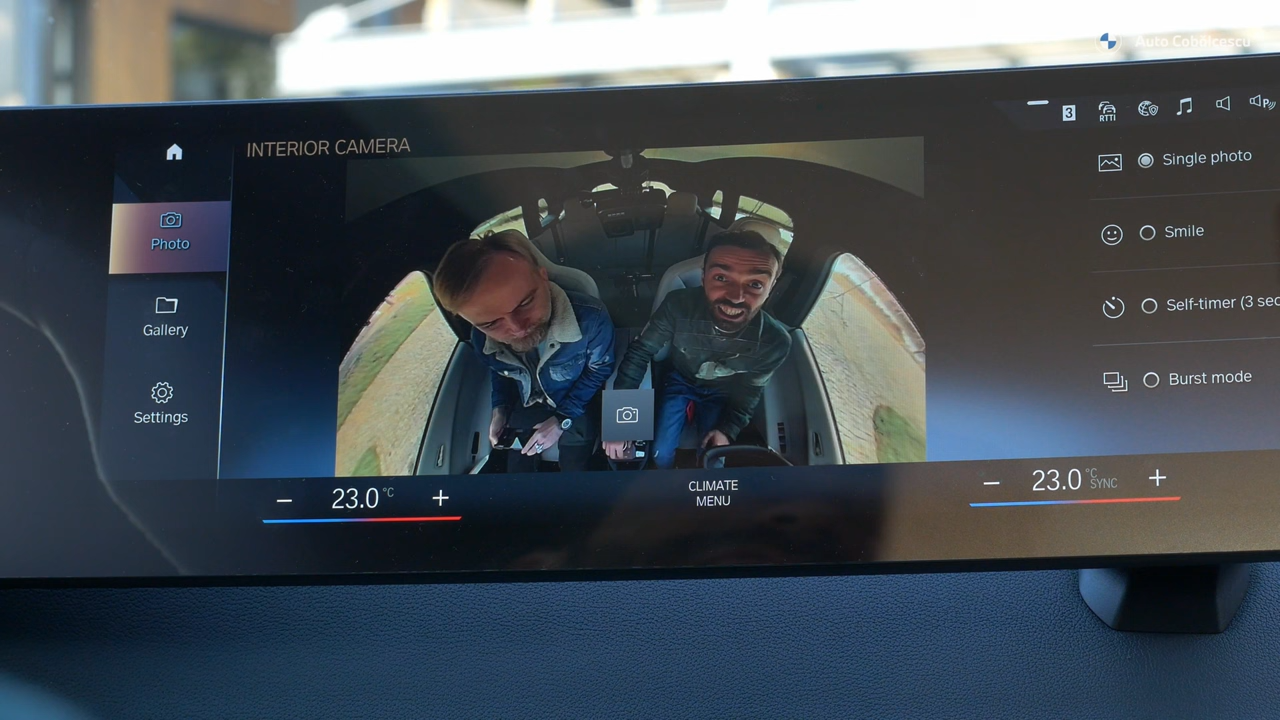 Auto Cobălcescu
3
RTTI
P
INTERIOR CAMERA
Single photo
Photo
Smile
Gallery
Self-timer (3 sec
Settings
Burst mode
23.0 °C
CLIMATE
MENU
23.0 °C
SYNC